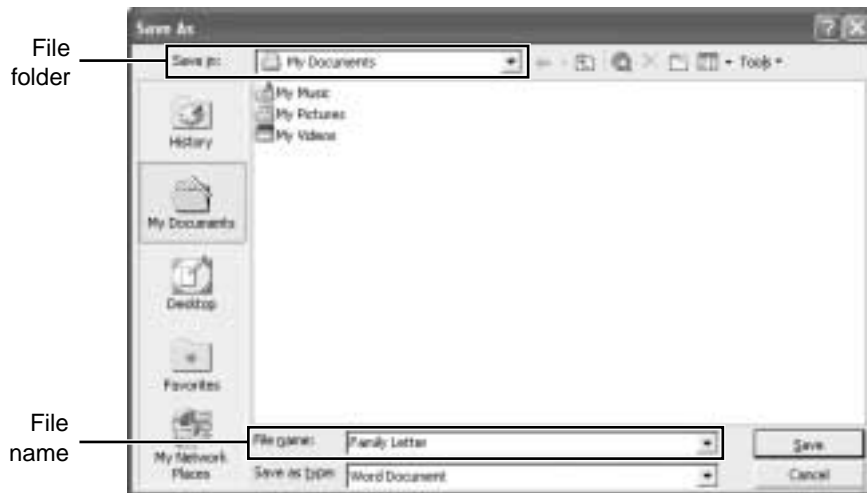 Save As
File
folder
Save in:
My Documents
Tools
My Music
My Pictures
My Videos
History
My Documents
Desktop
Favorites
My Network
Places
File
name
File name:
Family Letter
Save
Save as type:
Word Document
Cancel